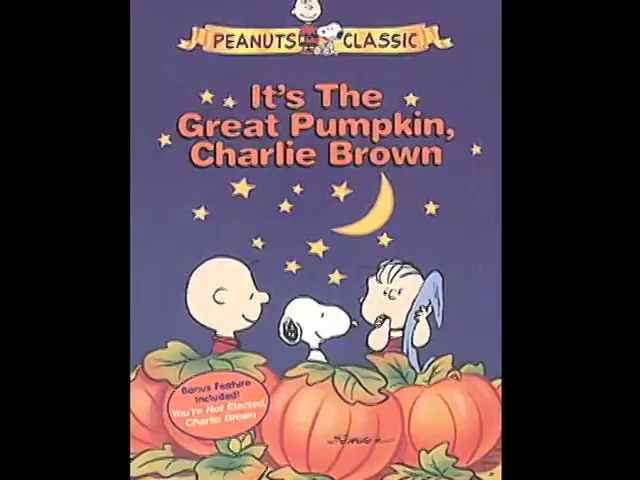 PEANUTS CLASSIC
It's The
Great Pumpkin,
Charlie Brown
Bonus Feature
Included!
You're Not Elected,
Charlie Brown